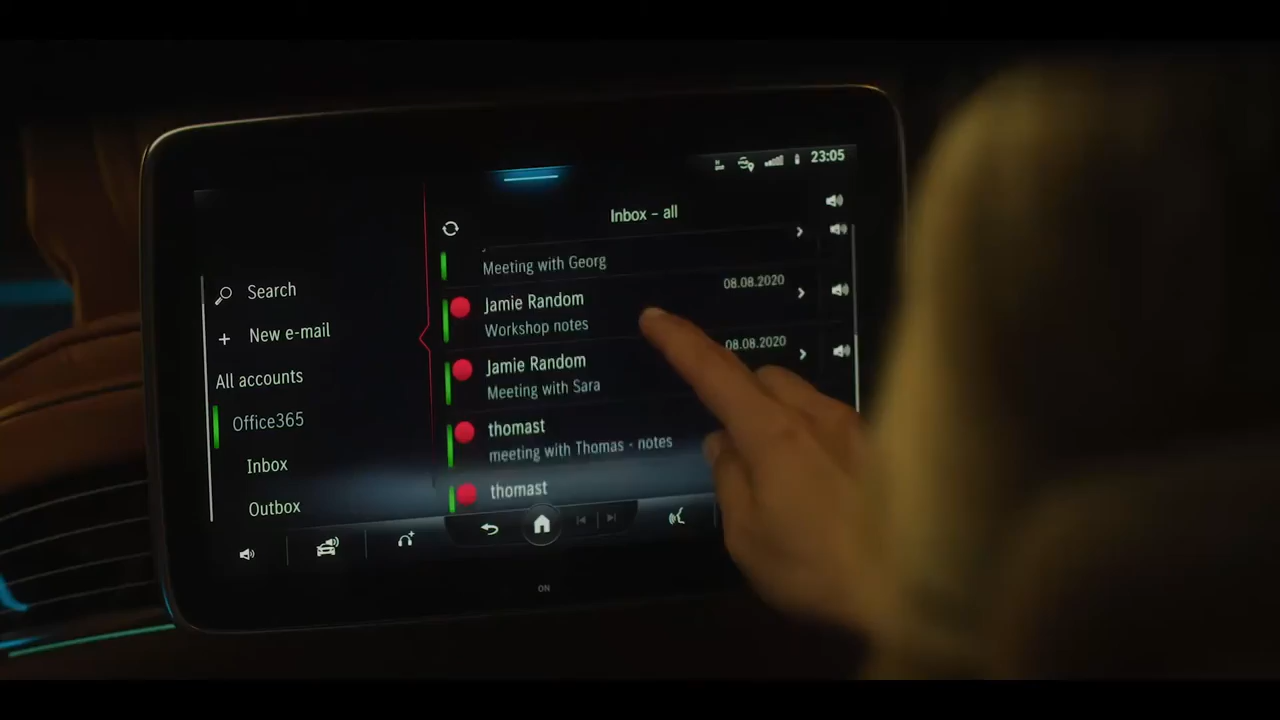 23:05
Inbox - all
Meeting with Georg
Search
Jamie Random
08.08.2020
Workshop notes
+ New e-mail
Jamie Random
08.08.2020
Meeting with Sara
All accounts
Office365
thomast
meeting with Thomas - notes
Inbox
thomast
Outbox
ON